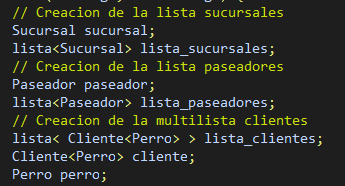 // Creacion de la lista sucursales
Sucursal sucursal;
lista<Sucursal> lista_sucursales;
// Creacion de la lista paseadores
Paseador paseador;
lista<Paseador> lista_paseadores;
// Creacion de la multilista clientes
lista< Cliente<Perro> > lista_clientes;
Cliente<Perro> cliente;
Perro perro;